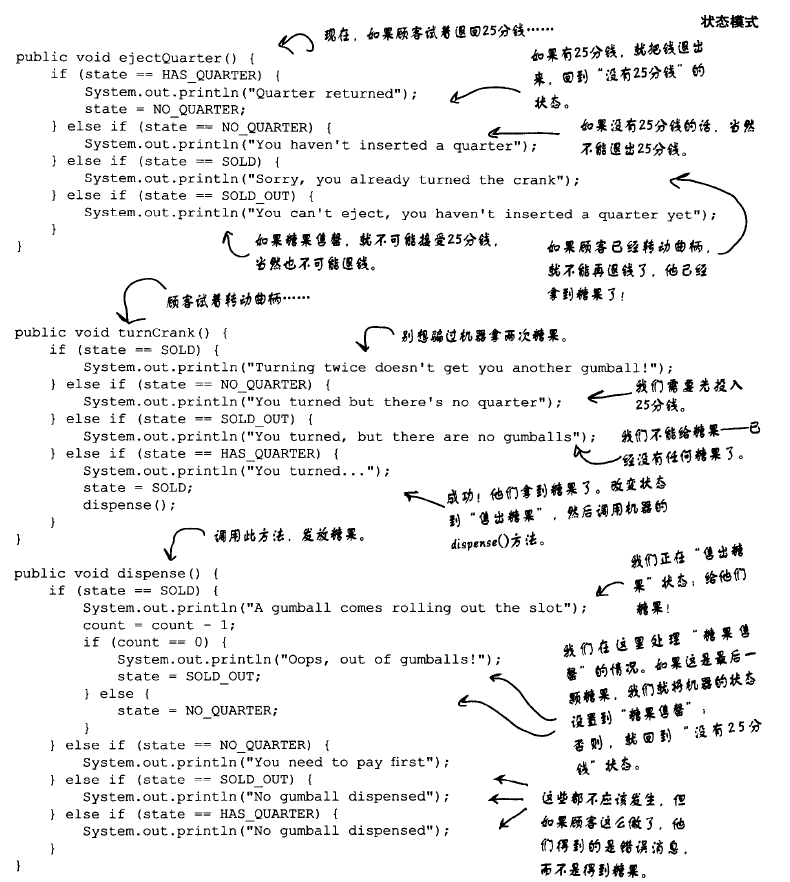 状态模式
现在，如果顾客试着退回25分钱……
public void ejectQuarter() {
if (state == HAS_QUARTER) {
System.out.println("Quarter returned");
state = NO_QUARTER;
如果有25分钱，就把钱退出
来，回到“没有25分钱”的
状态。
} else if (state == NO_QUARTER) {
System.out.println("You haven't inserted a quarter");
如果没有25分钱的话，当然
不能退出25分钱。
} else if (state == SOLD) {
System.out.println("Sorry, you already turned the crank");
} else if (state == SOLD_OUT) {
System.out.println("You can't eject, you haven't inserted a quarter yet");
}
}
如果糖果售罄，就不可能接受25分钱，
当然也不可能退钱。
如果顾客已经转动曲柄，
就不能再退钱了，他已经
拿到糖果了！
顾客试着转动曲柄……
public void turnCrank() {
别想骗过机器拿两次糖果。
if (state == SOLD) {
System.out.println("Turning twice doesn't get you another gumball!");
} else if (state == NO_QUARTER) {
System.out.println("You turned but there's no quarter");
我们需要先投入
25分钱。
} else if (state == SOLD_OUT) {
System.out.println("You turned, but there are no gumballs");
我们不能给糖果——已
经没有任何糖果了。
} else if (state == HAS_QUARTER) {
System.out.println("You turned...");
state = SOLD;
dispense();
}
}
成功！他们拿到糖果了。改变状态
到“售出糖果”，然后调用机器的
dispense()方法。
调用此方法，发放糖果。
public void dispense() {
if (state == SOLD) {
System.out.println("A gumball comes rolling out the slot");
我们正在“售出糖
果”状态；给他们
糖果！
count = count - 1;
if (count == 0) {
System.out.println("Oops, out of gumballs!");
state = SOLD_OUT;
} else {
state = NO_QUARTER;
}
我们在这里处理“糖果售
罄”的情况。如果这是最后一
颗糖果，我们就将机器的状态
设置到“糖果售罄”；
否则，就回到“没有25分
钱”状态。
} else if (state == NO_QUARTER) {
System.out.println("You need to pay first");
} else if (state == SOLD_OUT) {
System.out.println("No gumball dispensed");
} else if (state == HAS_QUARTER) {
System.out.println("No gumball dispensed");
}
}
这些都不应该发生，但
如果顾客这么做了，他
们得到的是错误消息，
而不是得到糖果。